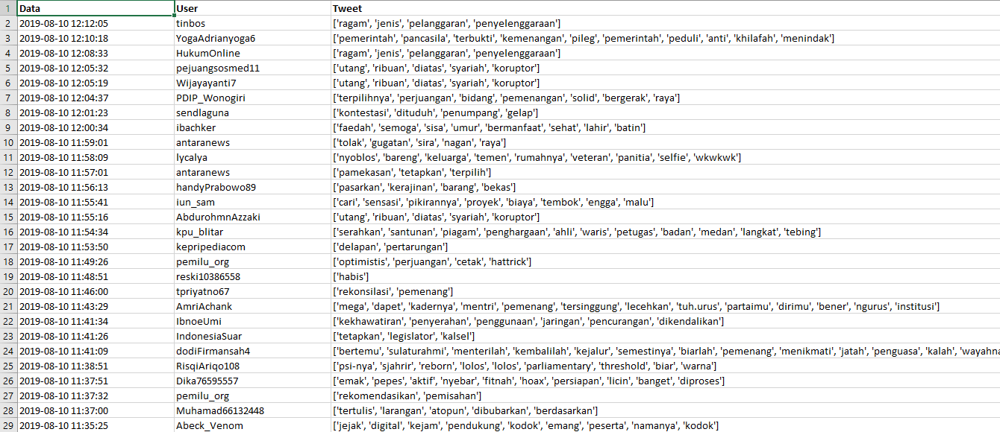 1 Data User Tweet
2 2019-08-10 12:12:05 tinbos ['ragam', 'jenis', 'pelanggaran', 'penyelenggaraan']
3 2019-08-10 12:10:18 YogaAdrianyoga6 ['pemerintah', 'pancasila', 'terbukti', 'kemenangan', 'pileg', 'pemerintah', 'peduli', 'anti', 'khilafah', 'menindak']
4 2019-08-10 12:08:33 HukumOnline ['ragam', 'jenis', 'pelanggaran', 'penyelenggaraan']
5 2019-08-10 12:05:32 pejuangsosmed11 ['utang', 'ribuan', 'diatas', 'syariah', 'koruptor']
6 2019-08-10 12:05:19 Wijayayanti7 ['utang', 'ribuan', 'diatas', 'syariah', 'koruptor']
7 2019-08-10 12:04:37 PDIP_Wonogiri ['terpilihnya', 'perjuangan', 'bidang', 'pemenangan', 'solid', 'bergerak', 'raya']
8 2019-08-10 12:01:23 sendlaguna ['kontestasi', 'dituduh', 'penumpang', 'gelap']
9 2019-08-10 12:00:34 ibachker ['faedah', 'semoga', 'sisa', 'umur', 'bermanfaat', 'sehat', 'lahir', 'batin']
10 2019-08-10 11:59:01 antaranews ['tolak', 'gugatan', 'sira', 'nagan', 'raya']
11 2019-08-10 11:58:09 lycalya ['nyoblos', 'bareng', 'keluarga', 'temen', 'rumahnya', 'veteran', 'panitia', 'selfie', 'wkwkwk']
12 2019-08-10 11:57:01 antaranews ['pamekasan', 'tetapkan', 'terpilih']
13 2019-08-10 11:56:13 handyPrabowo89 ['pasarkan', 'kerajinan', 'barang', 'bekas']
14 2019-08-10 11:55:41 iun_sam ['cari', 'sensasi', 'pikirannya', 'proyek', 'biaya', 'tembok', 'engga', 'malu']
15 2019-08-10 11:55:16 AbdurohmnAzzaki ['utang', 'ribuan', 'diatas', 'syariah', 'koruptor']
16 2019-08-10 11:54:34 kpu_blitar ['serahkan', 'santunan', 'piagam', 'penghargaan', 'ahli', 'waris', 'petugas', 'badan', 'medan', 'langkat', 'tebing']
17 2019-08-10 11:53:50 kepripediacom ['delapan', 'pertarungan']
18 2019-08-10 11:49:26 pemilu_org ['optimistis', 'perjuangan', 'cetak', 'hattrick']
19 2019-08-10 11:48:51 reski10386558 ['habis']
20 2019-08-10 11:46:00 tpriyatno67 ['rekonsilasi', 'pemenang']
21 2019-08-10 11:43:29 AmriAchank ['mega', 'dapet', 'kadernya', 'mentri', 'pemenang', 'tersinggung', 'lecehkan', 'tuh.urus', 'partaimu', 'dirimu', 'bener', 'ngurus', 'institusi']
22 2019-08-10 11:41:34 IbnoeUmi ['kekhawatiran', 'penyerahan', 'penggunaan', 'jaringan', 'pencurangan', 'dikendalikan']
23 2019-08-10 11:41:26 IndonesiaSuar ['tetapkan', 'legislator', 'kalsel']
24 2019-08-10 11:41:09 dodiFirmansah4 ['bertemu', 'sulaturahmi', 'menterilah', 'kembalilah', 'kejalur', 'semestinya', 'biarlah', 'pemenang', 'menikmati', 'jatah', 'penguasa', 'kalah', 'wayahna
25 2019-08-10 11:38:51 RisqiAriqo108 ['psi-nya', 'sjahrir', 'reborn', 'lolos', 'lolos', 'parliamentary', 'threshold', 'biar', 'warna']
26 2019-08-10 11:37:51 Dika76595557 ['emak', 'pepes', 'aktif', 'nyebar', 'fitnah', 'hoax', 'persiapan', 'licin', 'banget', 'diproses']
27 2019-08-10 11:37:32 pemilu_org ['rekomendasikan', 'pemisahan']
28 2019-08-10 11:37:00 Muhamad66132448 ['tertulis', 'larangan', 'atopun', 'dibubarkan', 'berdasarkan']
29 2019-08-10 11:35:25 Abeck_Venom ['jejak', 'digital', 'kejam', 'pendukung', 'kodok', 'emang', 'peserta', 'namanya', 'kodok']